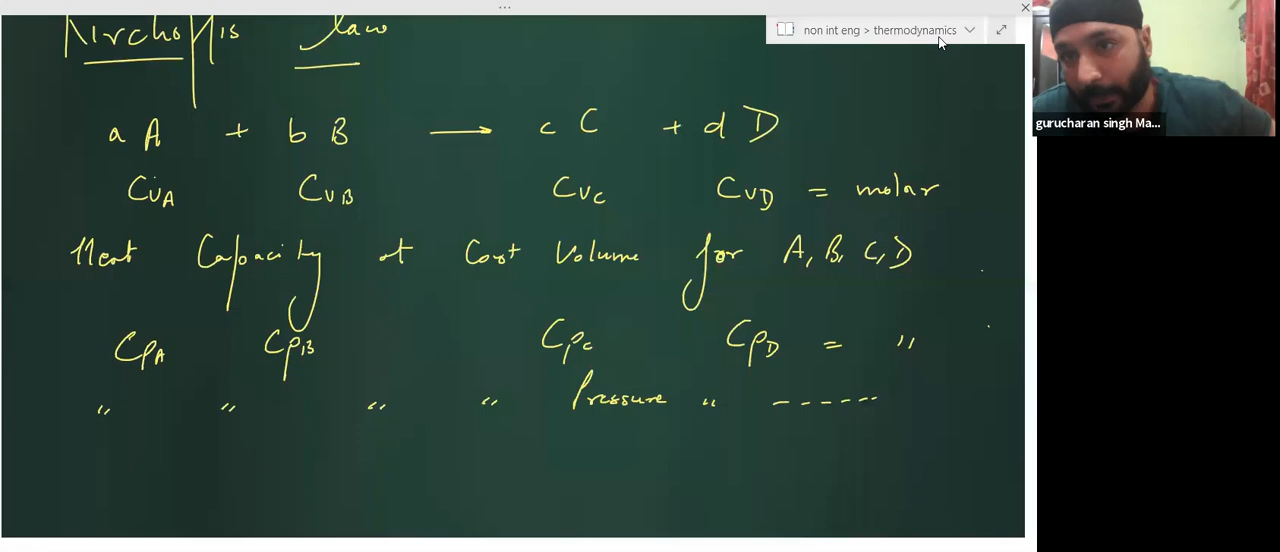 Kirchoff's law
non int eng > thermodynamics
gurucharan singh Ma...
a A + b B → c C + d D
CvA CvB CvC CvD = molar
Heat Capacity at Const Volume for A, B, C, D
CpA CpB CpC CpD = "
" " " " Pressure " ------